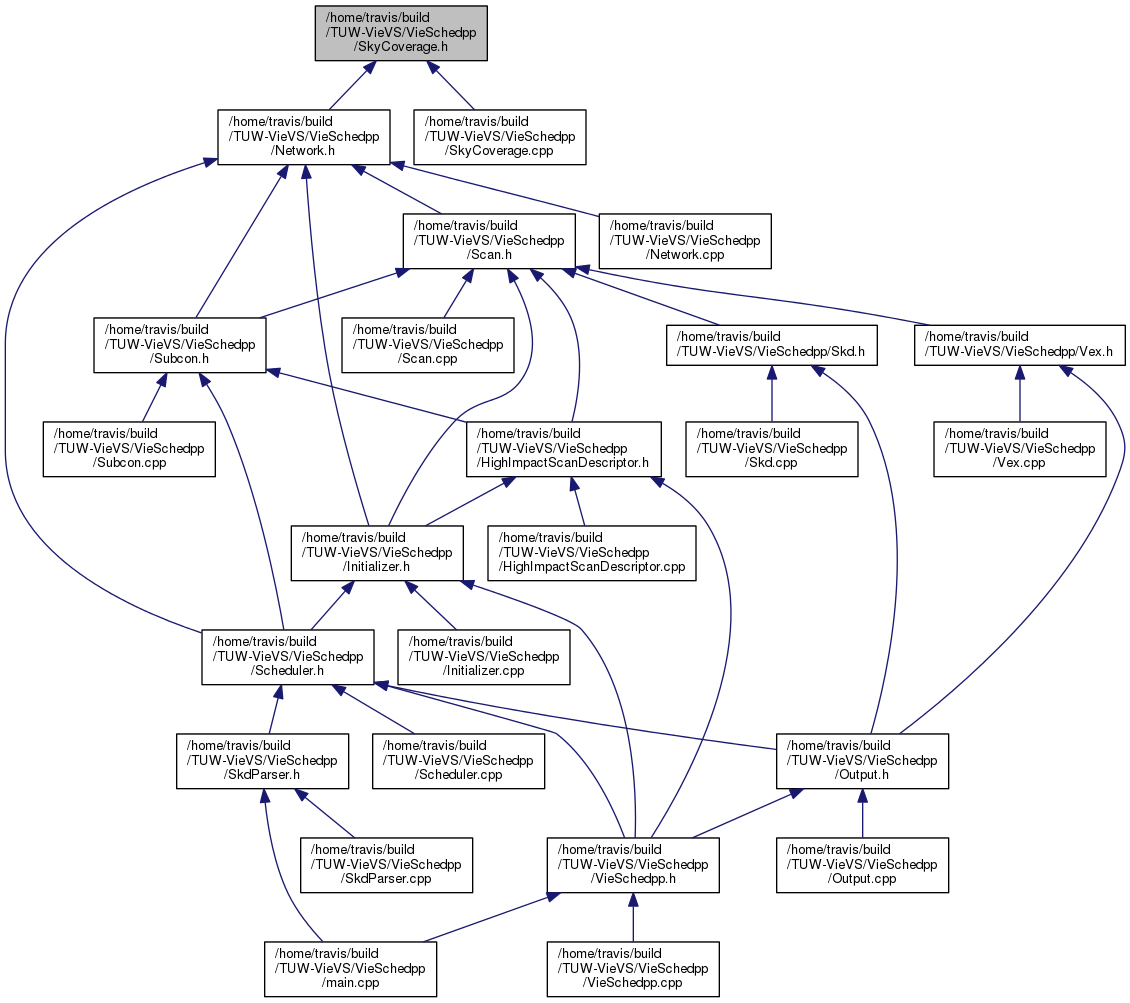 /home/travis/build
/TUW-VieVS/VieSchedpp
/SkyCoverage.h
/home/travis/build
/TUW-VieVS/VieSchedpp
/Network.h
/home/travis/build
/TUW-VieVS/VieSchedpp
/SkyCoverage.cpp
/home/travis/build
/TUW-VieVS/VieSchedpp
/Scan.h
/home/travis/build
/TUW-VieVS/VieSchedpp
/Network.cpp
/home/travis/build
/TUW-VieVS/VieSchedpp
/Subcon.h
/home/travis/build
/TUW-VieVS/VieSchedpp
/Scan.cpp
/home/travis/build
/TUW-VieVS/VieSchedpp/Skd.h
/home/travis/build
/TUW-VieVS/VieSchedpp/Vex.h
/home/travis/build
/TUW-VieVS/VieSchedpp
/Subcon.cpp
/home/travis/build
/TUW-VieVS/VieSchedpp
/HighImpactScanDescriptor.h
/home/travis/build
/TUW-VieVS/VieSchedpp
/Skd.cpp
/home/travis/build
/TUW-VieVS/VieSchedpp
/Vex.cpp
/home/travis/build
/TUW-VieVS/VieSchedpp
/Initializer.h
/home/travis/build
/TUW-VieVS/VieSchedpp
/HighImpactScanDescriptor.cpp
/home/travis/build
/TUW-VieVS/VieSchedpp
/Scheduler.h
/home/travis/build
/TUW-VieVS/VieSchedpp
/Initializer.cpp
/home/travis/build
/TUW-VieVS/VieSchedpp
/SkdParser.h
/home/travis/build
/TUW-VieVS/VieSchedpp
/Scheduler.cpp
/home/travis/build
/TUW-VieVS/VieSchedpp
/Output.h
/home/travis/build
/TUW-VieVS/VieSchedpp
/SkdParser.cpp
/home/travis/build
/TUW-VieVS/VieSchedpp
/VieSchedpp.h
/home/travis/build
/TUW-VieVS/VieSchedpp
/Output.cpp
/home/travis/build
/TUW-VieVS/VieSchedpp
/main.cpp
/home/travis/build
/TUW-VieVS/VieSchedpp
/VieSchedpp.cpp